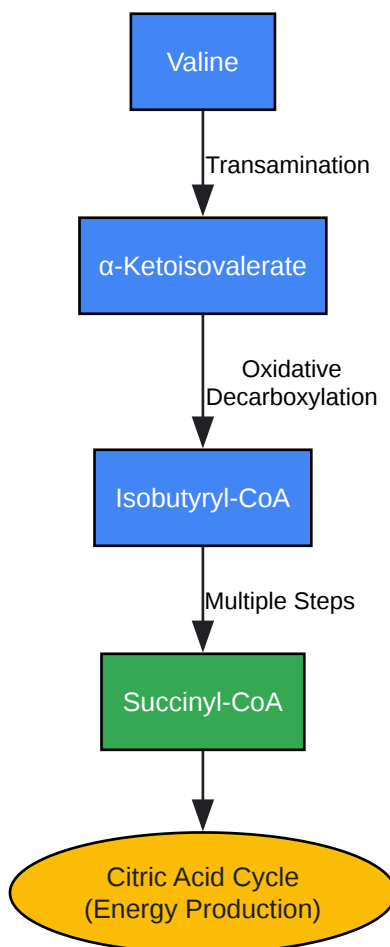 Valine
Transamination
α-Ketoisovalerate
Oxidative
Decarboxylation
Isobutyryl-CoA
Multiple Steps
Succinyl-CoA
Citric Acid Cycle
(Energy Production)